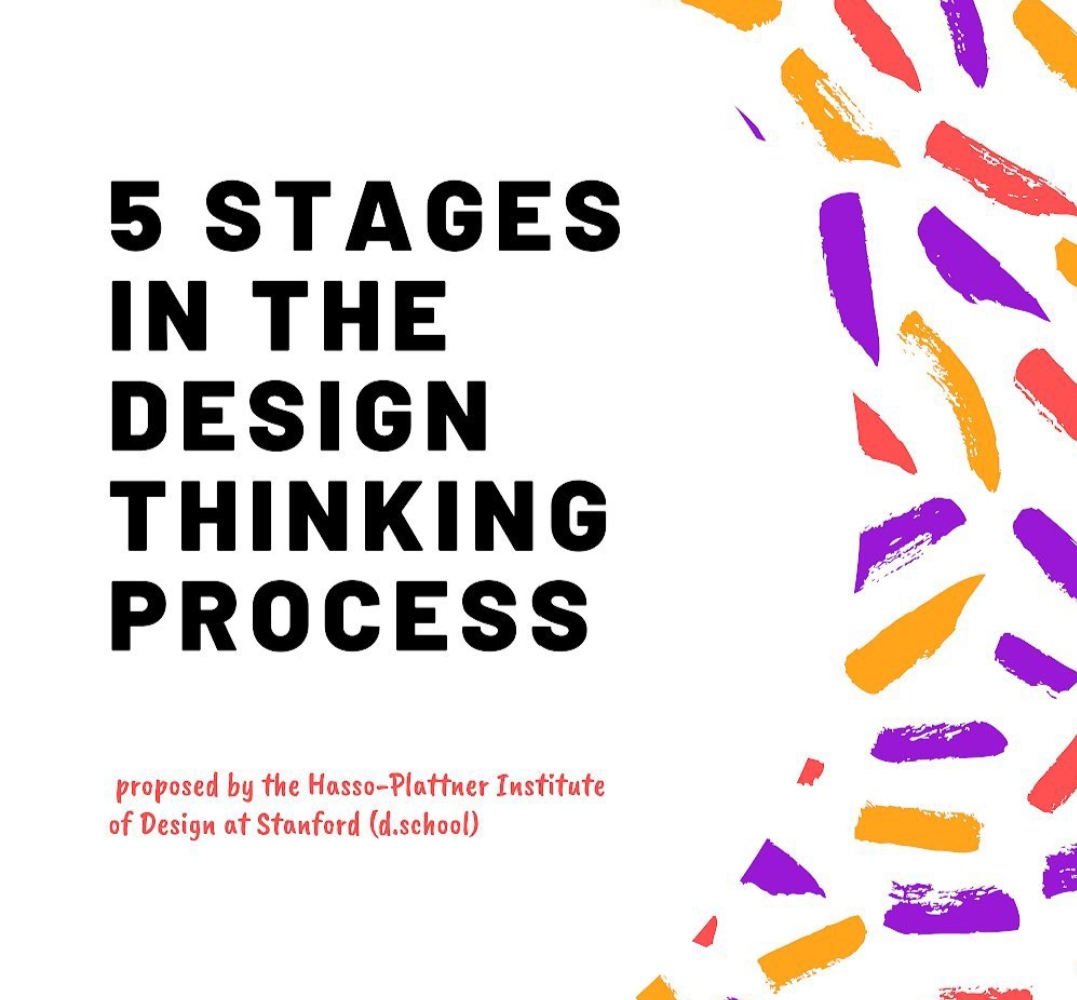 5 STAGES
IN THE
DESIGN
THINKING
PROCESS
proposed by the Hasso-Plattner Institute
of Design at Stanford (d.school)